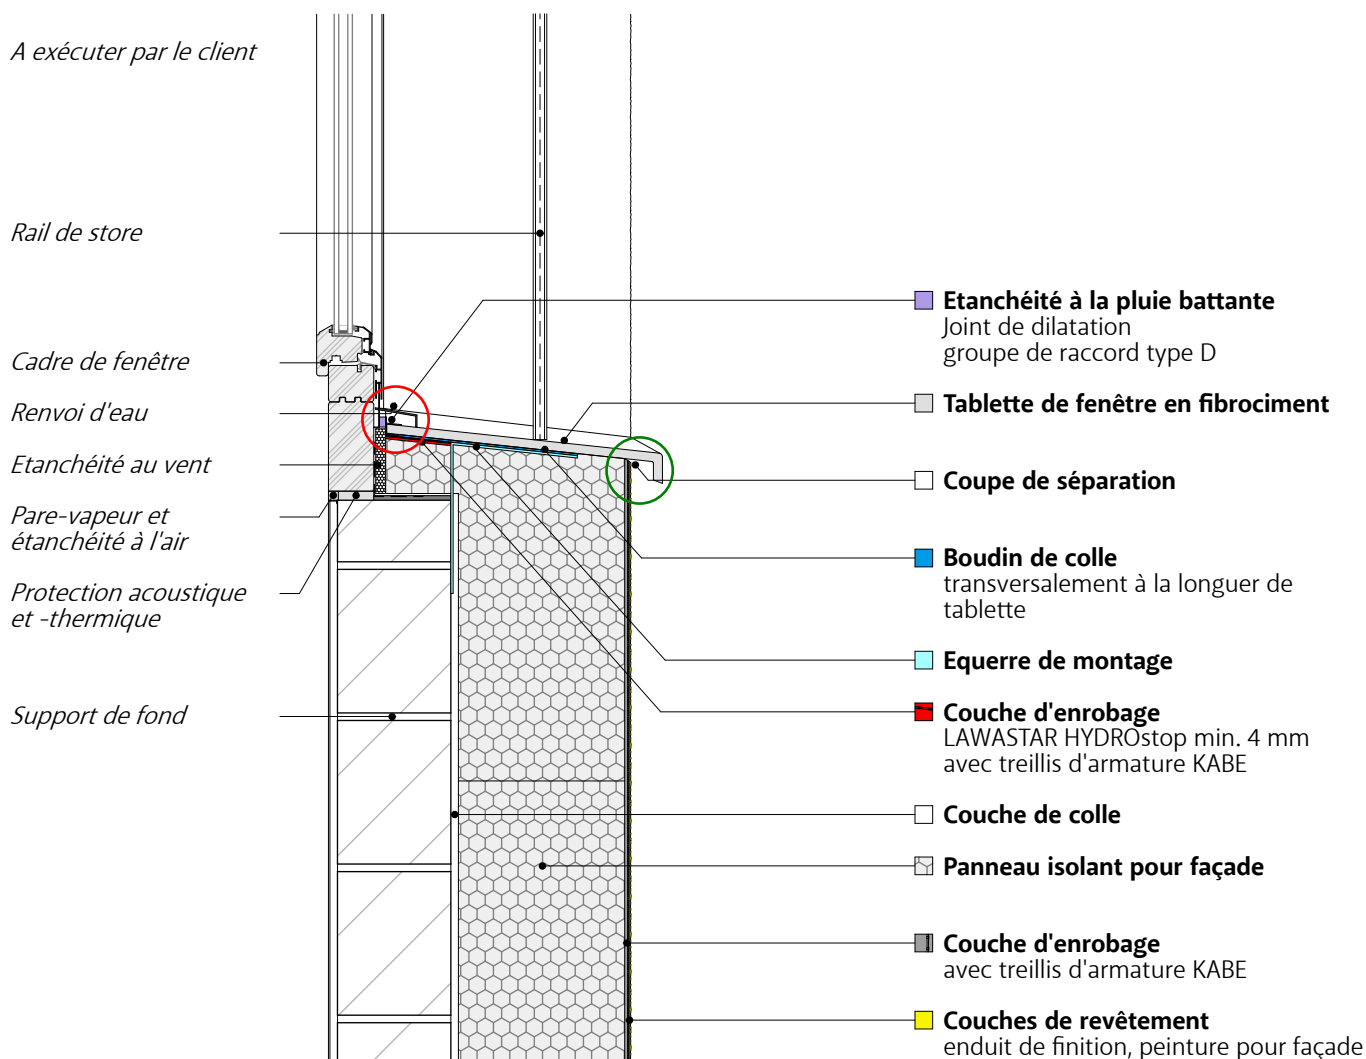 A exécuter par le client
Rail de store
Cadre de fenêtre
Renvoi d'eau
Etanchéité au vent
Pare-vapeur et
étanchéité à l'air
Protection acoustique
et -thermique
Support de fond
Etanchéité à la pluie battante
Joint de dilatation
groupe de raccord type D
Tablette de fenêtre en fibrociment
Coupe de séparation
Boudin de colle
transversalement à la longuer de
tablette
Equerre de montage
Couche d'enrobage
LAWASTAR HYDROstop min. 4 mm
avec treillis d'armature KABE
Couche de colle
Panneau isolant pour façade
Couche d'enrobage
avec treillis d'armature KABE
Couches de revêtement
enduit de finition, peinture pour façade